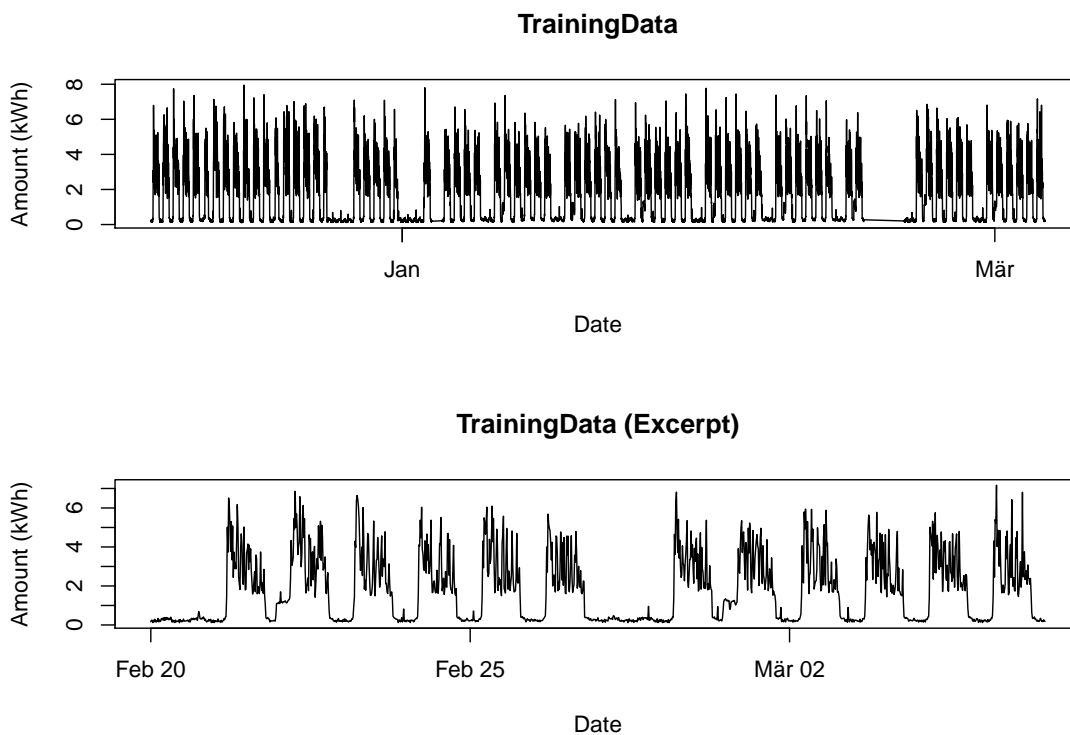 TrainingData
Amount (kWh)
8
6
4
2
0
Jan
Mär
Date
TrainingData (Excerpt)
Amount (kWh)
6
4
2
0
Feb 20
Feb 25
Mär 02
Date